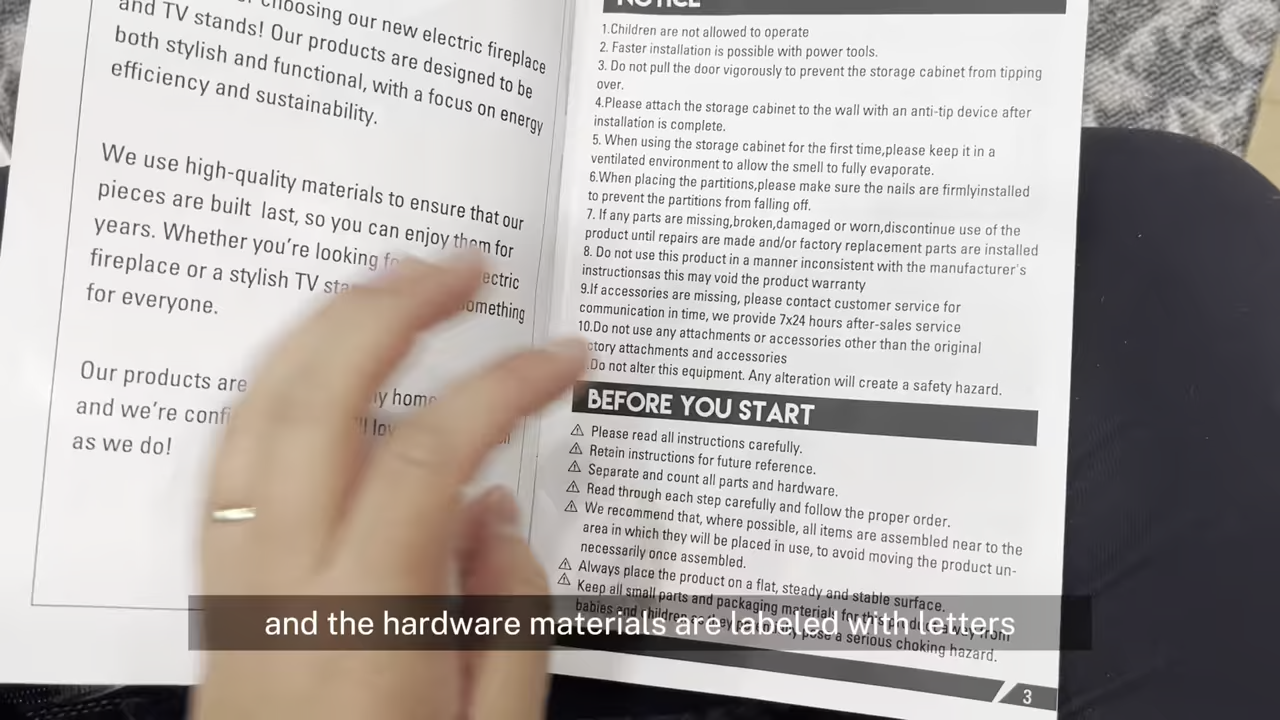 choosing our new electric fireplace
and TV stands! Our products are designed to be
both stylish and functional, with a focus on energy
efficiency and sustainability.
We use high-quality materials to ensure that our
pieces are built last, so you can enjoy them for
years. Whether you're looking
fireplace or a stylish TV
for everyone.
Our products are
and we're
as we do!
NOTICE
1.Children are not allowed to operate
2. Faster installation is possible with power tools.
3. Do not pull the door vigorously to prevent the storage cabinet from tipping
over.
4.Please attach the storage cabinet to the wall with an anti-tip device after
installation is complete.
5. When using the storage cabinet for the first time,please keep it in a
ventilated environment to allow the smell to fully evaporate.
6.When placing the partitions,please make sure the nails are firmlyinstalled
to prevent the partitions from falling off.
7. If any parts are missing,broken,damaged or worn,discontinue use of the
product until repairs are made and/or factory replacement parts are installed
8. Do not use this product in a manner inconsistent with the manufacturer's
instructionsas this may void the product warranty
9.If accessories are missing, please contact customer service for
communication in time, we provide 7x24 hours after-sales service
10.Do not use any attachments or accessories other than the original
attachments and accessories
Do not alter this equipment. Any alteration will create a safety hazard.
BEFORE YOU START
⚠ Please read all instructions carefully.
⚠ Retain instructions for future reference.
⚠ Separate and count all parts and hardware.
⚠ Read through each step carefully and follow the proper order.
⚠ We recommend that, where possible, all items are assembled near to the
area in which they will be placed in use, to avoid moving the product un-
necessarily once assembled.
⚠ Always place the product on a flat, steady and stable surface.
⚠ Keep all small parts and packaging materials for this product away from
babies and children as they potentially pose a serious choking hazard.
3
and the hardware materials are labeled with letters